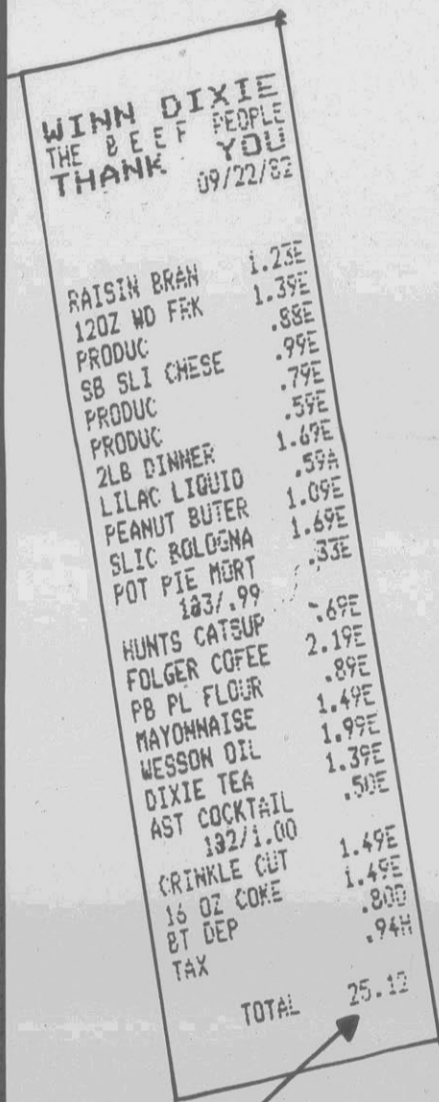 WINN DIXIE
THE BEEF PEOPLE
THANK YOU
09/22/82
RAISIN BRAN 1.23E
12OZ WD FRK 1.39E
PRODUC .88E
SB SLI CHESE .99E
PRODUC .79E
PRODUC .59E
2LB DINNER 1.69E
LILAC LIQUID .59A
PEANUT BUTER 1.09E
SLIC BOLOGNA 1.69E
POT PIE MORT .33E
1@3/.99
HUNTS CATSUP .69E
FOLGER COFEE 2.19E
PB PL FLOUR .89E
MAYONNAISE 1.49E
WESSON OIL 1.99E
DIXIE TEA 1.39E
AST COCKTAIL .50E
1@2/1.00
CRINKLE CUT 1.49E
16 OZ COKE 1.49E
BT DEP .80D
TAX .94H
TOTAL 25.12